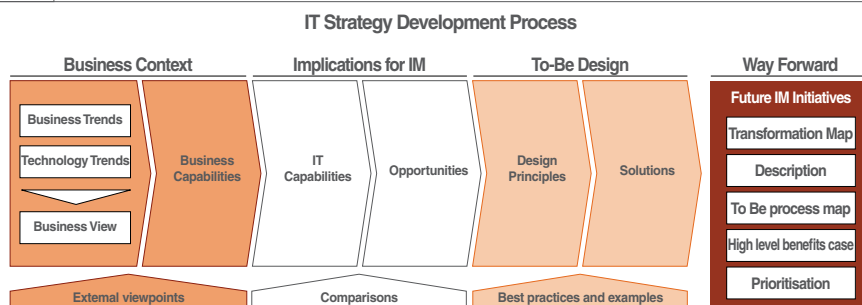 IT Strategy Development Process
Business Context
Implications for IM
To-Be Design
Way Forward
Business Trends
Technology Trends
Business View
Business
Capabilities
IT
Capabilities
Opportunities
Design
Principles
Solutions
Future IM Initiatives
Transformation Map
Description
To Be process map
High level benefits case
Prioritisation
External viewpoints
Comparisons
Best practices and examples